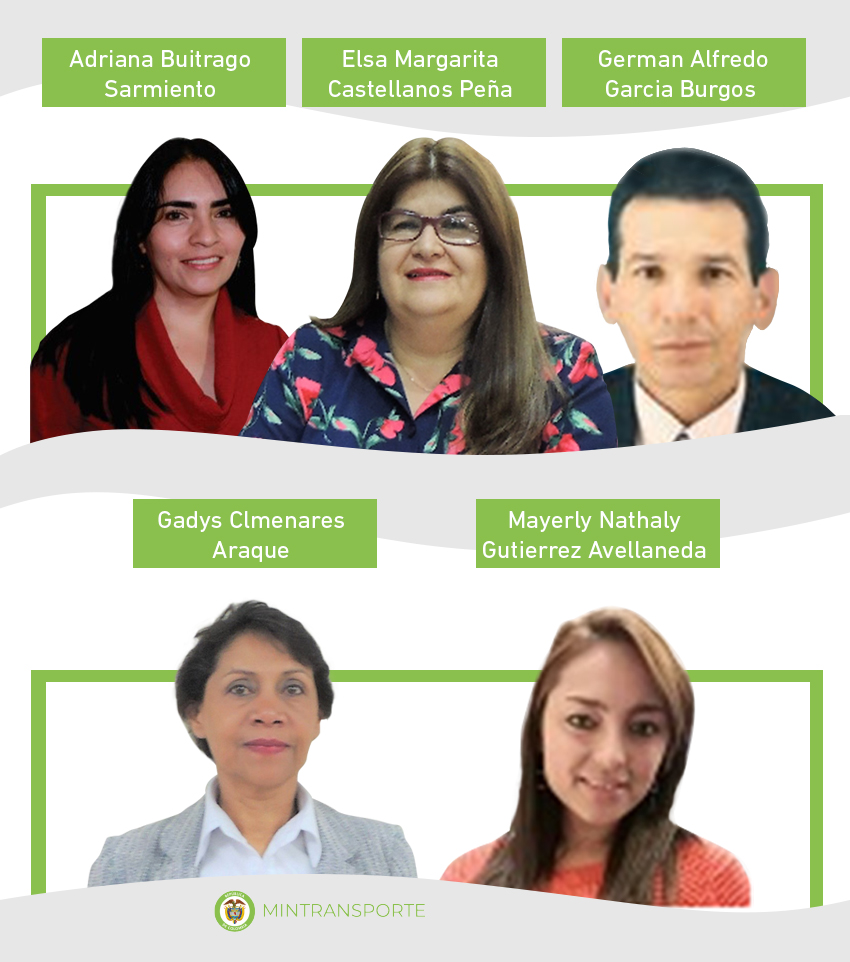 Adriana Buitrago
Sarmiento
Elsa Margarita
Castellanos Peña
German Alfredo
Garcia Burgos
Gadys Clmenares
Araque
Mayerly Nathaly
Gutierrez Avellaneda
MINTRANSPORTE